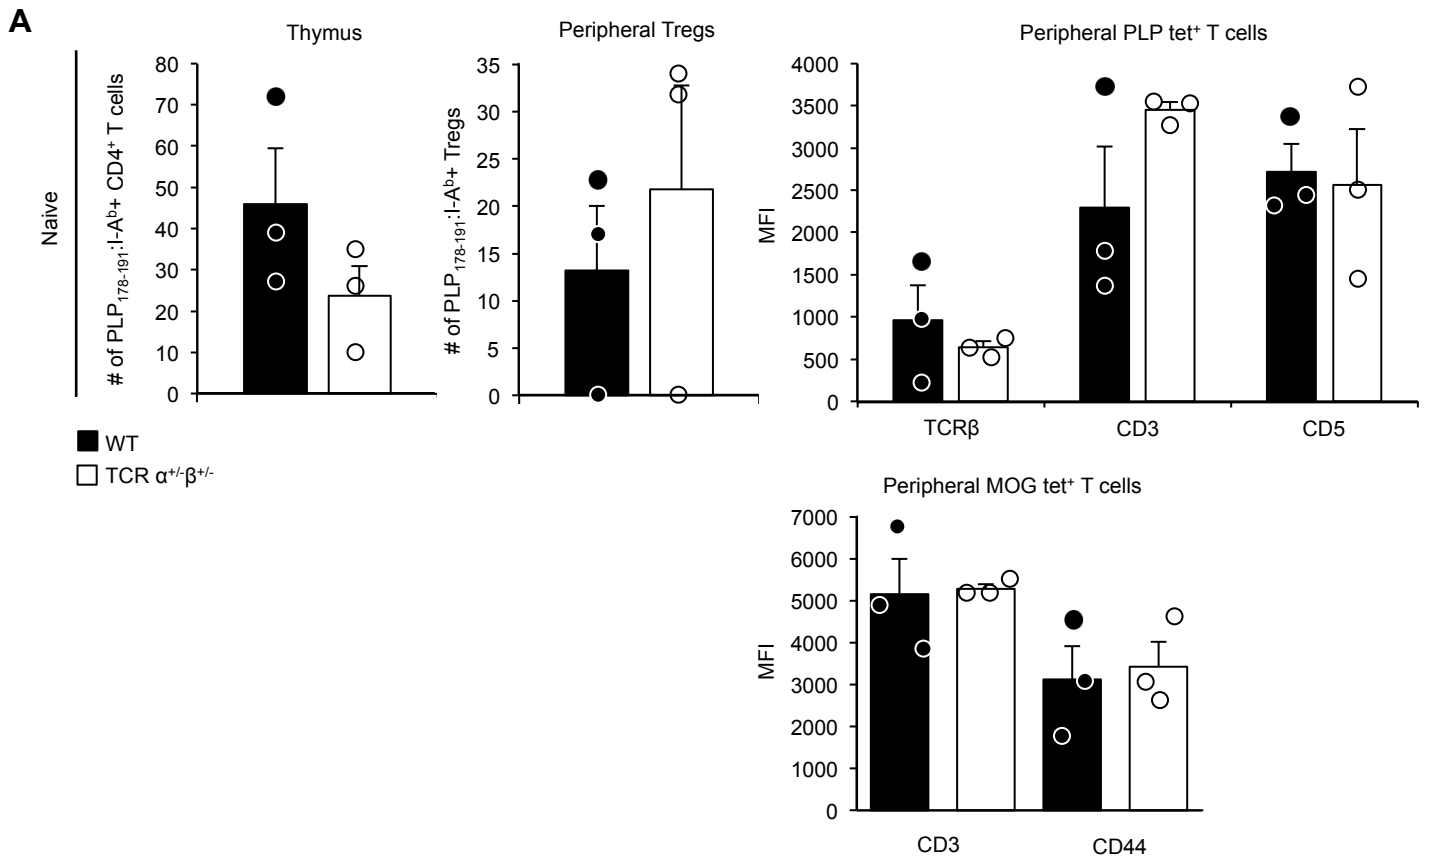 A
Naive
Thymus
# of PLP178-191:I-Ab+ CD4+ T cells
80
70
60
50
40
30
20
10
0
Peripheral Tregs
# of PLP178-191:I-Ab+ Tregs
35
30
25
20
15
10
5
0
Peripheral PLP tet+ T cells
MFI
4000
3500
3000
2500
2000
1500
1000
500
0
TCRβ CD3 CD5
WT
TCR α+/-β+/-
Peripheral MOG tet+ T cells
MFI
7000
6000
5000
4000
3000
2000
1000
0
CD3 CD44